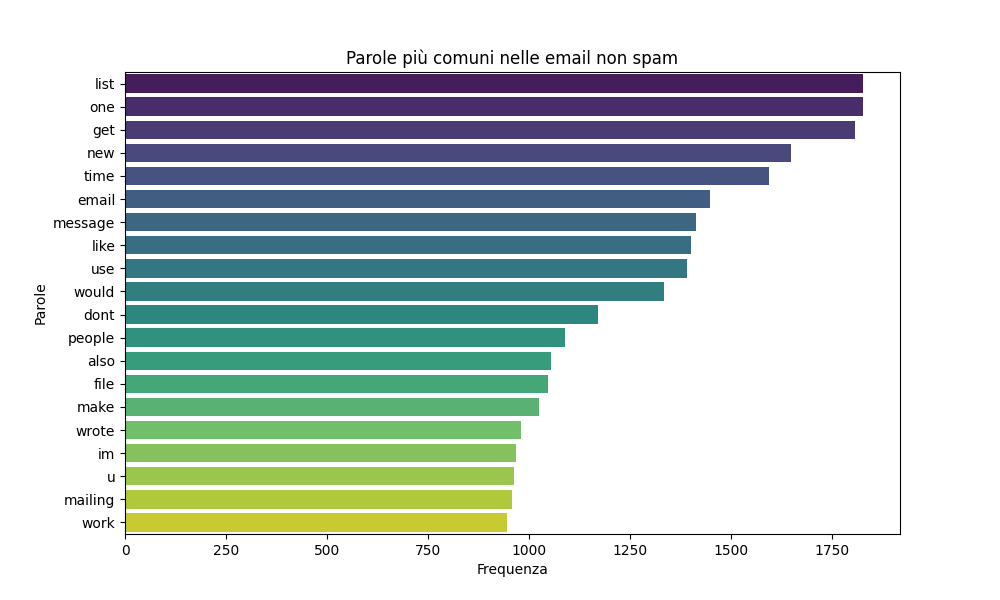 Parole più comuni nelle email non spam
Parole
list
one
get
new
time
email
message
like
use
would
dont
people
also
file
make
wrote
im
u
mailing
work
0 250 500 750 1000 1250 1500 1750
Frequenza